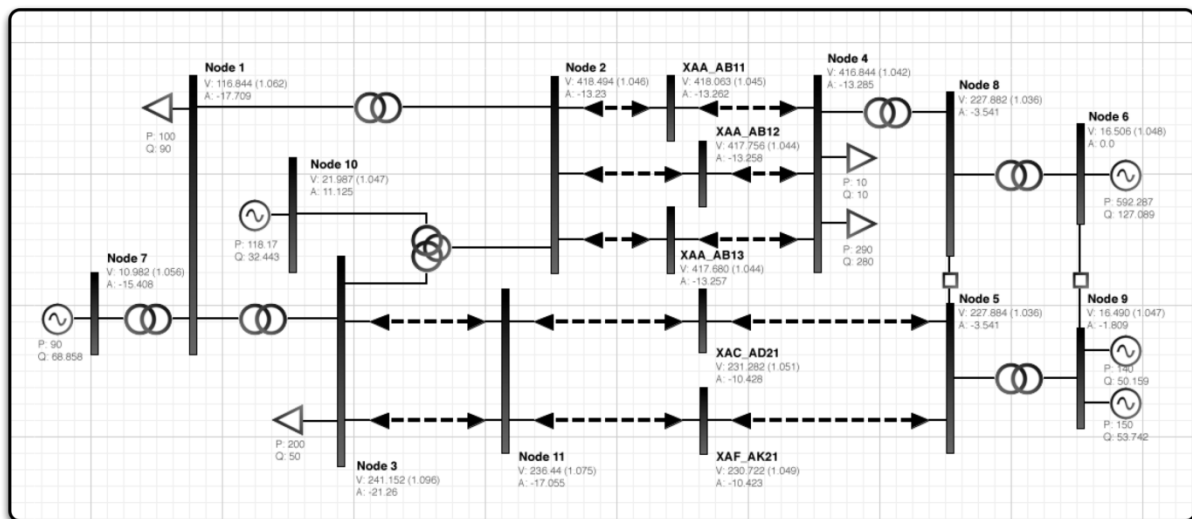 Node 1
V: 116.844 (1.062)
A: -17.709
P: 100
Q: 90
Node 2
V: 418.494 (1.046)
A: -13.23
XAA_AB11
V: 418.063 (1.045)
A: -13.262
Node 4
V: 416.844 (1.042)
A: -13.285
Node 8
V: 227.882 (1.036)
A: -3.541
Node 6
V: 16.506 (1.048)
A: 0.0
P: 592.287
Q: 127.089
XAA_AB12
V: 417.756 (1.044)
A: -13.258
P: 10
Q: 10
Node 10
V: 21.987 (1.047)
A: 11.125
P: 118.17
Q: 32.443
P: 290
Q: 280
XAA_AB13
V: 417.680 (1.044)
A: -13.257
Node 7
V: 10.982 (1.056)
A: -15.408
P: 90
Q: 68.858
Node 5
V: 227.884 (1.036)
A: -3.541
Node 9
V: 16.490 (1.047)
A: -1.809
P: 140
Q: 50.159
P: 150
Q: 53.742
XAC_AD21
V: 231.282 (1.051)
A: -10.428
P: 200
Q: 50
Node 3
V: 241.152 (1.096)
A: -21.26
Node 11
V: 236.44 (1.075)
A: -17.055
XAF_AK21
V: 230.722 (1.049)
A: -10.423